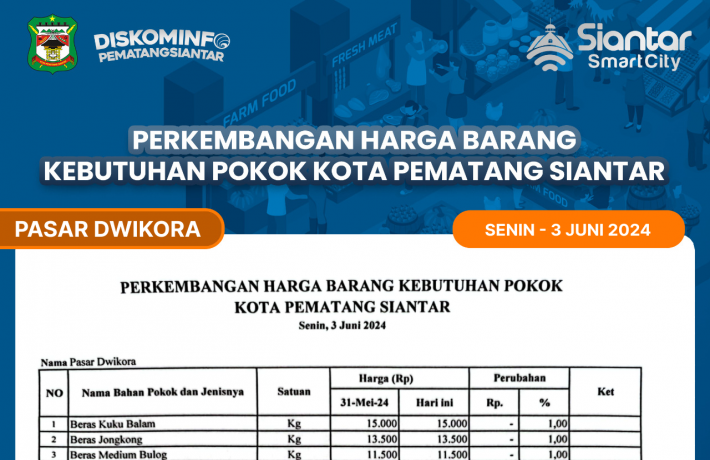 DISKOMINFO
PEMATANGSIANTAR
Siantar
SmartCity
FRESH MEAT
FARM FOOD
FARM FOOD
PERKEMBANGAN HARGA BARANG
KEBUTUHAN POKOK KOTA PEMATANG SIANTAR
PASAR DWIKORA
SENIN - 3 JUNI 2024
PERKEMBANGAN HARGA BARANG KEBUTUHAN POKOK
KOTA PEMATANG SIANTAR
Senin, 3 Juni 2024
Nama Pasar Dwikora
NO Nama Bahan Pokok dan Jenisnya Satuan Harga (Rp) Perubahan Ket
31-Mei-24 Hari ini Rp. %
1 Beras Kuku Balam Kg 15.000 15.000 - 1,00
2 Beras Jongkong Kg 13.500 13.500 - 1,00
3 Beras Medium Bulog Kg 11.500 11.500 - 1,00